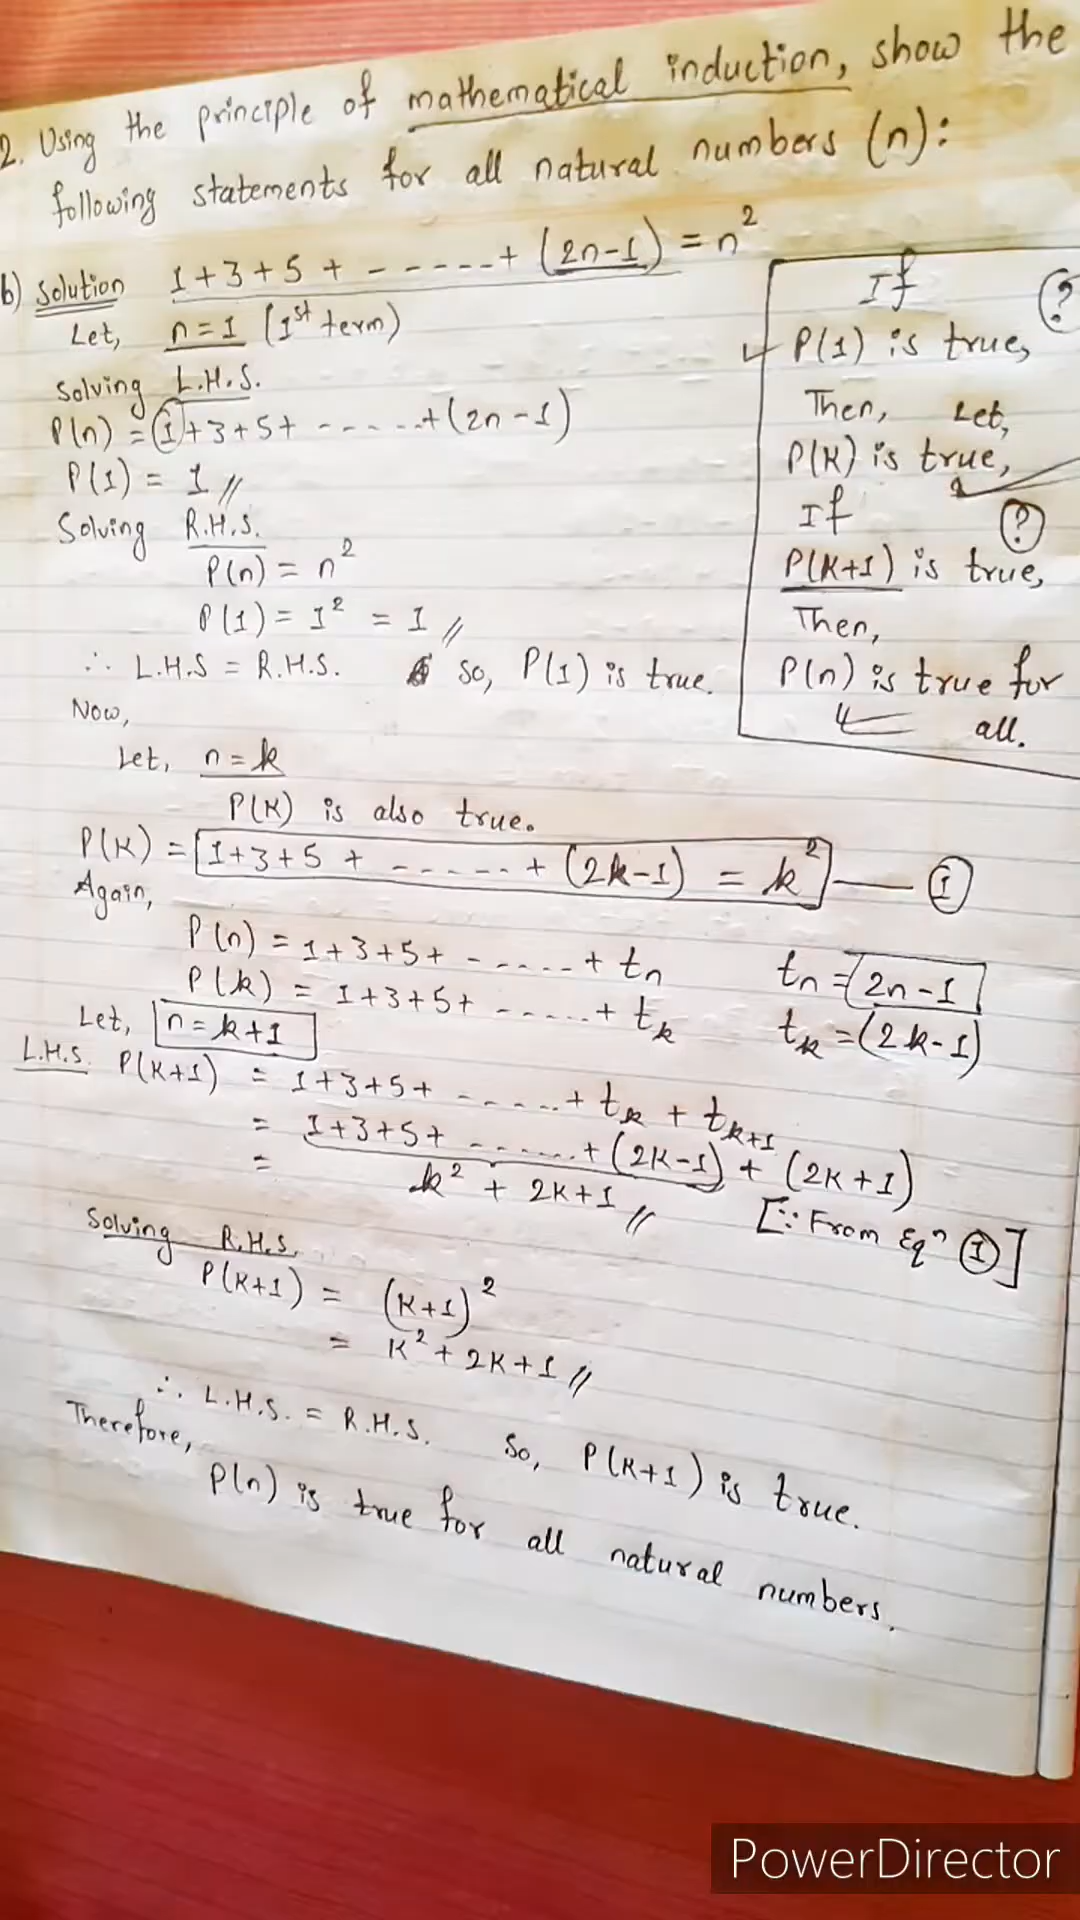 2. Using the principle of mathematical induction, show the
following statements for all natural numbers (n):
b) Solution 1+3+5+ ------+ (2n-1) = n²
Let, n=1 (1st term)
Solving L.H.S.
P(n) = 1+3+5+ ------+(2n-1)
P(1) = 1 //
Solving R.H.S.
P(n) = n²
P(1) = 1² = 1 //
∴ L.H.S = R.H.S. So, P(1) is true.
If ?
P(1) is true,
Then, Let,
P(K) is true,
If ?
P(K+1) is true,
Then,
P(n) is true for
all.
Now,
Let, n=k
P(K) is also true.
P(K) = 1+3+5+ ------+ (2k-1) = k² —— ①
Again,
P(n) = 1+3+5+ ------+ tn tn = 2n-1
P(k) = 1+3+5+ ------+ tk tk = (2k-1)
Let, n=k+1
L.H.S. P(K+1) = 1+3+5+ ------+ tk + tk+1
= 1+3+5+ ------+ (2K-1) + (2K+1)
= k² + 2K+1 // [∵ From Eqn ①]
Solving R.H.S.
P(K+1) = (K+1)²
= K²+2K+1 //
∴ L.H.S. = R.H.S. So, P(K+1) is true.
Therefore,
P(n) is true for all natural numbers.
PowerDirector